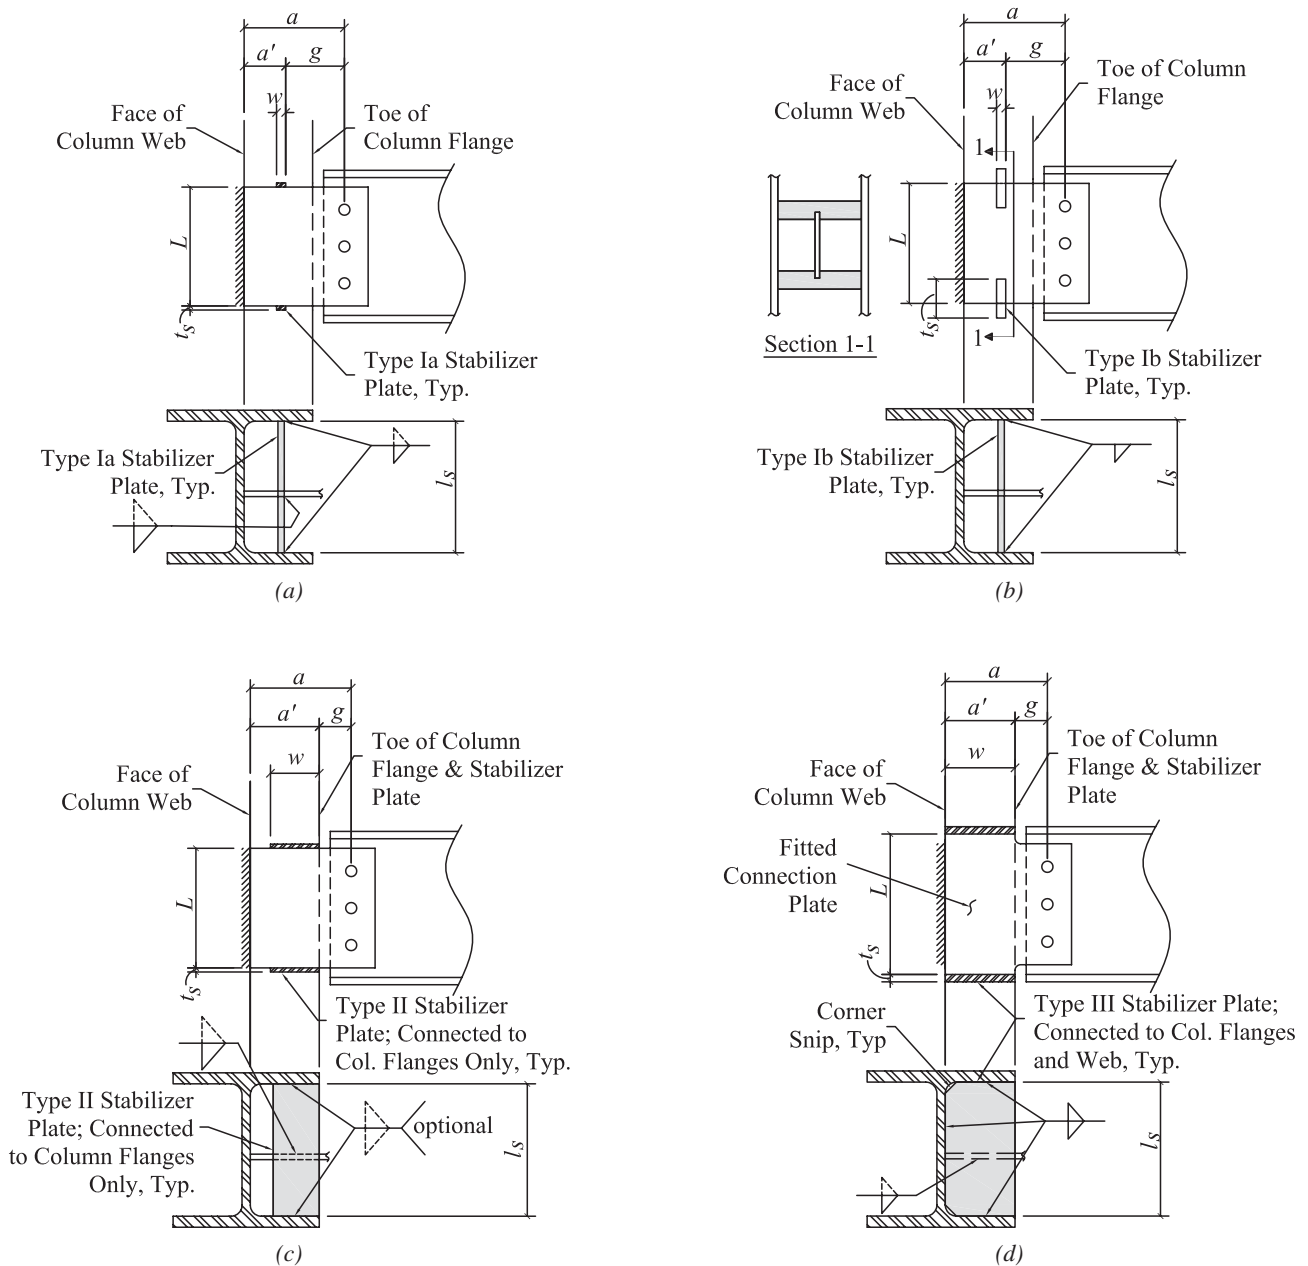 a
a'
g
w
Face of
Column Web
Toe of
Column Flange
L
t_s
Type Ia Stabilizer
Plate, Typ.
Type Ia Stabilizer
Plate, Typ.
l_s
(a)
a
a'
g
w
Face of
Column Web
Toe of Column
Flange
1
L
t_s
1
Section 1-1
Type Ib Stabilizer
Plate, Typ.
Type Ib Stabilizer
Plate, Typ.
l_s
(b)
a
a'
g
w
Face of
Column Web
Toe of Column
Flange & Stabilizer
Plate
L
t_s
Type II Stabilizer
Plate; Connected to
Col. Flanges Only, Typ.
Type II Stabilizer
Plate; Connected
to Column Flanges
Only, Typ.
optional
l_s
(c)
a
a'
g
w
Face of
Column Web
Toe of Column
Flange & Stabilizer
Plate
Fitted
Connection
Plate
L
t_s
Corner
Snip, Typ
Type III Stabilizer Plate;
Connected to Col. Flanges
and Web, Typ.
l_s
(d)